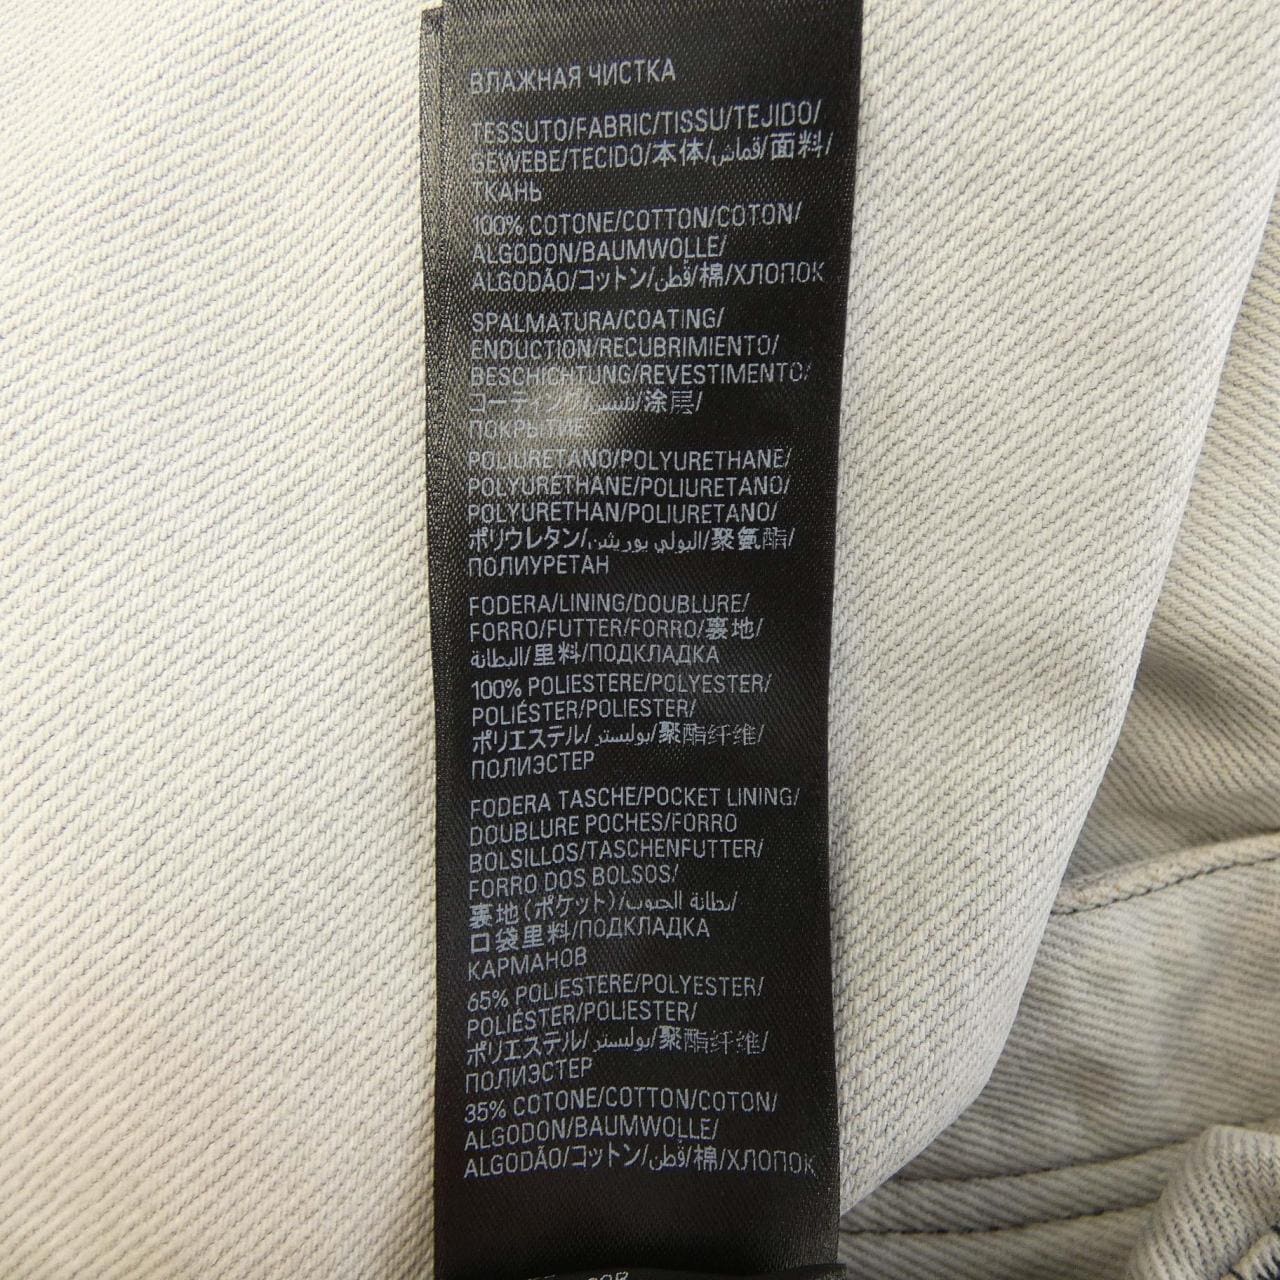 ВЛАЖНАЯ ЧИСТКА
TESSUTO/FABRIC/TISSU/TEJIDO/
GEWEBE/TECIDO/本体/قماش/面料/
ТКАНЬ
100% COTONE/COTTON/COTON/
ALGODON/BAUMWOLLE/
ALGODÃO/コットン/قطن/棉/ХЛОПОК
SPALMATURA/COATING/
ENDUCTION/RECUBRIMIENTO/
BESCHICHTUNG/REVESTIMENTO/
コーティング/涂层/
ПОКРЫТИЕ
POLIURETANO/POLYURETHANE/
POLYURETHANE/POLIURETANO/
POLYURETHAN/POLIURETANO/
ポリウレタン/البولي يوريثين/聚氨酯/
ПОЛИУРЕТАН
FODERA/LINING/DOUBLURE/
FORRO/FUTTER/FORRO/裏地/
البطانة/里料/ПОДКЛАДКА
100% POLIESTERE/POLYESTER/
POLIÉSTER/POLIESTER/
ポリエステル/بوليستر/聚酯纤维/
ПОЛИЭСТЕР
FODERA TASCHE/POCKET LINING/
DOUBLURE POCHES/FORRO
BOLSILLOS/TASCHENFUTTER/
FORRO DOS BOLSOS/
裏地(ポケット)/بطانة الجيوب/
口袋里料/ПОДКЛАДКА
КАРМАНОВ
65% POLIESTERE/POLYESTER/
POLIÉSTER/POLIESTER/
ポリエステル/بوليستر/聚酯纤维/
ПОЛИЭСТЕР
35% COTONE/COTTON/COTON/
ALGODON/BAUMWOLLE/
ALGODÃO/コットン/قطن/棉/ХЛОПОК